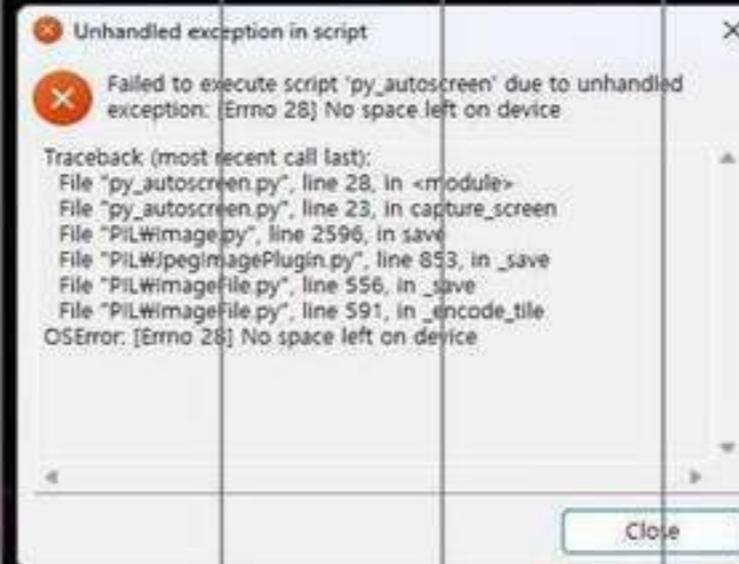 Unhandled exception in script
Failed to execute script 'py_autoscreen' due to unhandled
exception: [Errno 28] No space left on device
Traceback (most recent call last):
File "py_autoscreen.py", line 28, in <module>
File "py_autoscreen.py", line 23, in capture_screen
File "PIL₩Image.py", line 2596, in save
File "PIL₩JpegImagePlugin.py", line 853, in _save
File "PIL₩ImageFile.py", line 556, in _save
File "PIL₩ImageFile.py", line 591, in _encode_tile
OSError: [Errno 28] No space left on device
Close